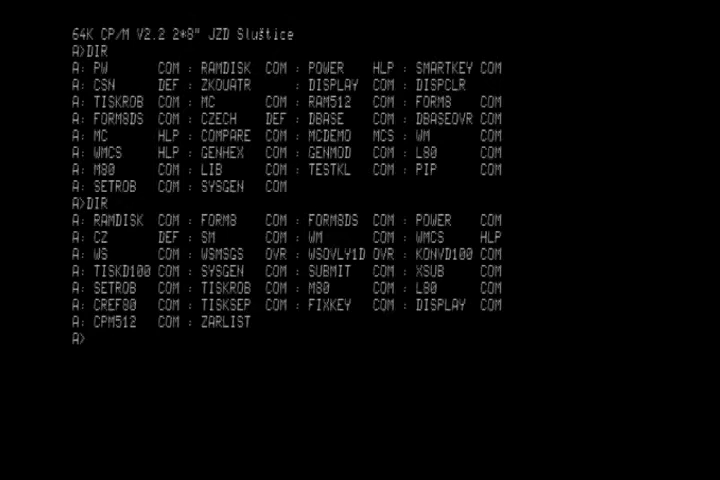 64K CP/M V2.2 2*8" JZD Sluštice
A>DIR
A: PW       COM : RAMDISK  COM : POWER    HLP : SMARTKEY COM
A: CSN      DEF : ZKOUATR      : DISPLAY  COM : DISPCLR
A: TISKROB  COM : MC       COM : RAM512   COM : FORM8    COM
A: FORM8DS  COM : CZECH    DEF : DBASE    COM : DBASEOVR COM
A: MC       HLP : COMPARE  COM : MCDEMO   MCS : WM       COM
A: WMCS     HLP : GENHEX   COM : GENMOD   COM : L80      COM
A: M80      COM : LIB      COM : TESTKL   COM : PIP      COM
A: SETROB   COM : SYSGEN   COM
A>DIR
A: RAMDISK  COM : FORM8    COM : FORM8DS  COM : POWER    COM
A: CZ       DEF : SM       COM : WM       COM : WMCS     HLP
A: WS       COM : WSMSGS   OVR : WSOVLY1D OVR : KONVD100 COM
A: TISKD100 COM : SYSGEN   COM : SUBMIT   COM : XSUB     COM
A: SETROB   COM : TISKROB  COM : M80      COM : L80      COM
A: CREF80   COM : TISKSEP  COM : FIXKEY   COM : DISPLAY  COM
A: CPM512   COM : ZARLIST
A>